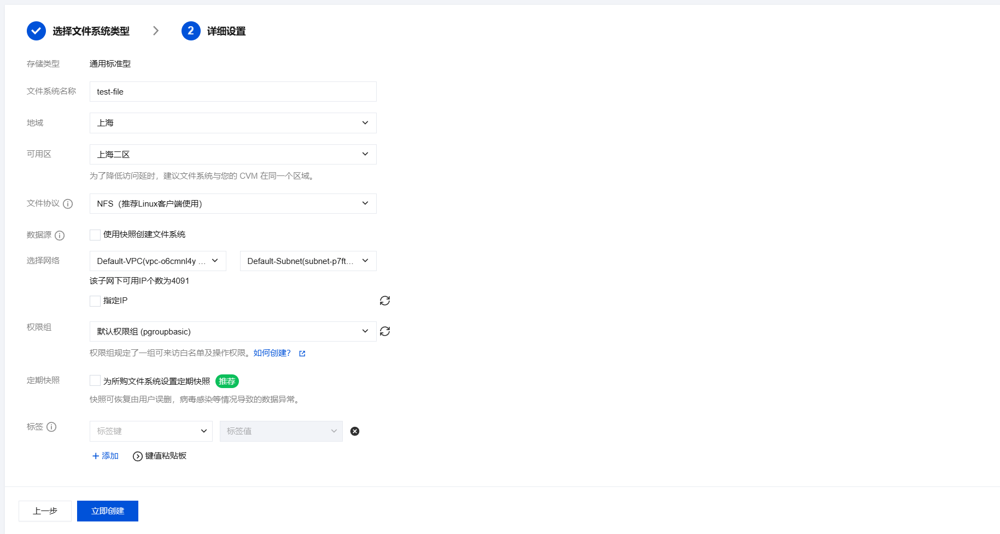 选择文件系统类型
2 详细设置
存储类型 通用标准型
文件系统名称 test-file
地域 上海
可用区 上海二区
为了降低访问延时，建议文件系统与您的 CVM 在同一个区域。
文件协议 NFS（推荐Linux客户端使用）
数据源 使用快照创建文件系统
选择网络 Default-VPC(vpc-o6cmnl4y ... Default-Subnet(subnet-p7ft...
该子网下可用IP个数为4091
指定IP
权限组 默认权限组 (pgroupbasic)
权限组规定了一组可来访白名单及操作权限。如何创建？
定期快照 为所购文件系统设置定期快照 推荐
快照可恢复由用户误删，病毒感染等情况导致的数据异常。
标签 标签键 标签值
+ 添加 键值粘贴板
上一步 立即创建